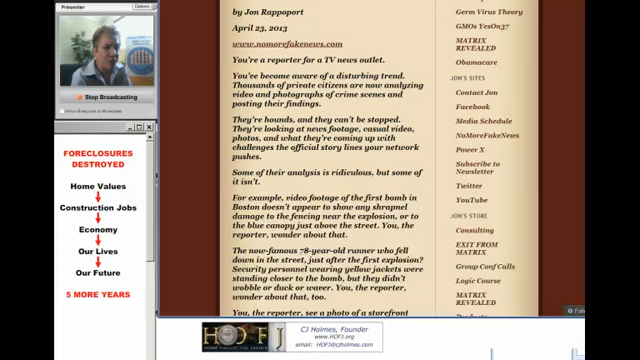 Presenter
Options
Stop Broadcasting
FORECLOSURES
DESTROYED
Home Values
Construction Jobs
Economy
Our Lives
Our Future
5 MORE YEARS
by Jon Rappoport
April 23, 2013
www.nomorefakenews.com
You're a reporter for a TV news outlet.
You've become aware of a disturbing trend.
Thousands of private citizens are now analyzing
video and photographs of crime scenes and
posting their findings.
They're hounds, and they can't be stopped.
They're looking at news footage, casual video,
photos, and what they're coming up with
challenges the official story lines your network
pushes.
Some of their analysis is ridiculous, but some of
it isn't.
For example, video footage of the first bomb in
Boston doesn't appear to show any shrapnel
damage to the fencing near the explosion, or to
the blue canopy just above the street. You, the
reporter, wonder about that.
The now-famous 78-year-old runner who fell
down in the street, just after the first explosion?
Security personnel wearing yellow jackets were
standing closer to the bomb, but they didn't
wobble or duck or waver. You, the reporter,
wonder about that, too.
You, the reporter, see a photo of a storefront
Germ Virus Theory
GMOs YesOn37
MATRIX
REVEALED
Obamacare
JON'S SITES
Contact Jon
Facebook
Media Schedule
NoMoreFakeNews
Power X
Subscribe to
Newsletter
Twitter
YouTube
JON'S STORE
Consulting
EXIT FROM
MATRIX
Group Conf Calls
Logic Course
MATRIX
REVEALED
HOFJ
CJ Holmes, Founder
www.HOFJ.org
email: HOFJ@cjholmes.com